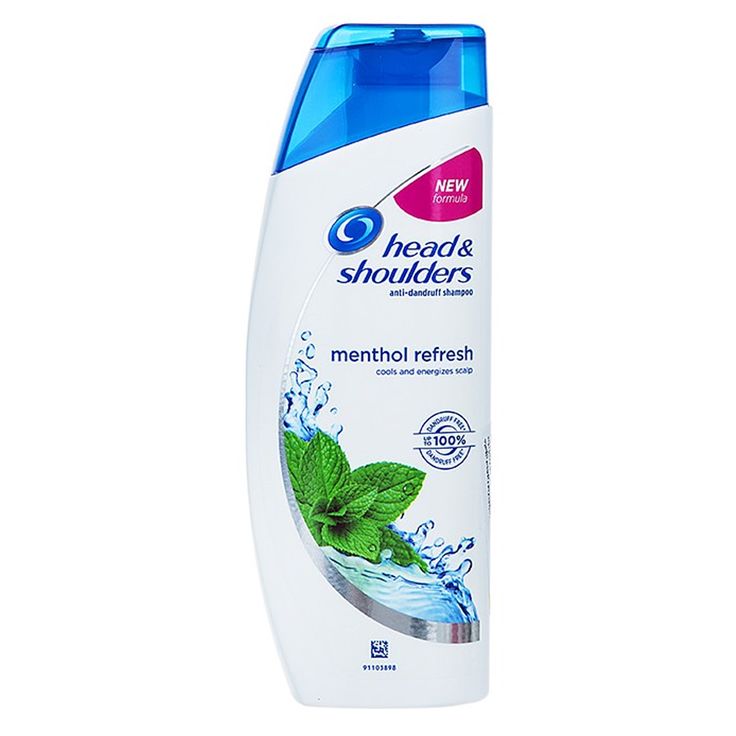 NEW
formula
head &
shoulders
anti-dandruff shampoo
menthol refresh
cools and energizes scalp
DANDRUFF FREE*
UP TO 100%
DANDRUFF FREE*
91103898